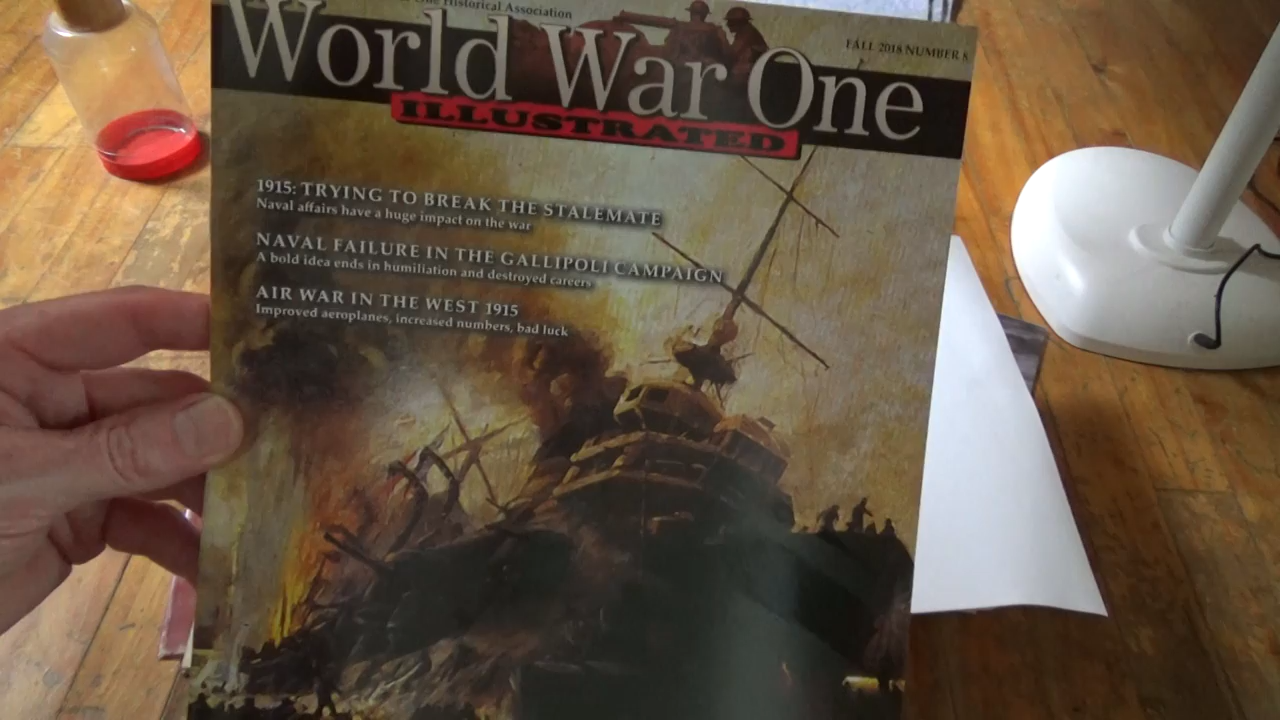 One Historical Association
World War One
FALL 2018 NUMBER 8
ILLUSTRATED
1915: TRYING TO BREAK THE STALEMATE
Naval affairs have a huge impact on the war
NAVAL FAILURE IN THE GALLIPOLI CAMPAIGN
A bold idea ends in humiliation and destroyed careers
AIR WAR IN THE WEST 1915
Improved aeroplanes, increased numbers, bad luck